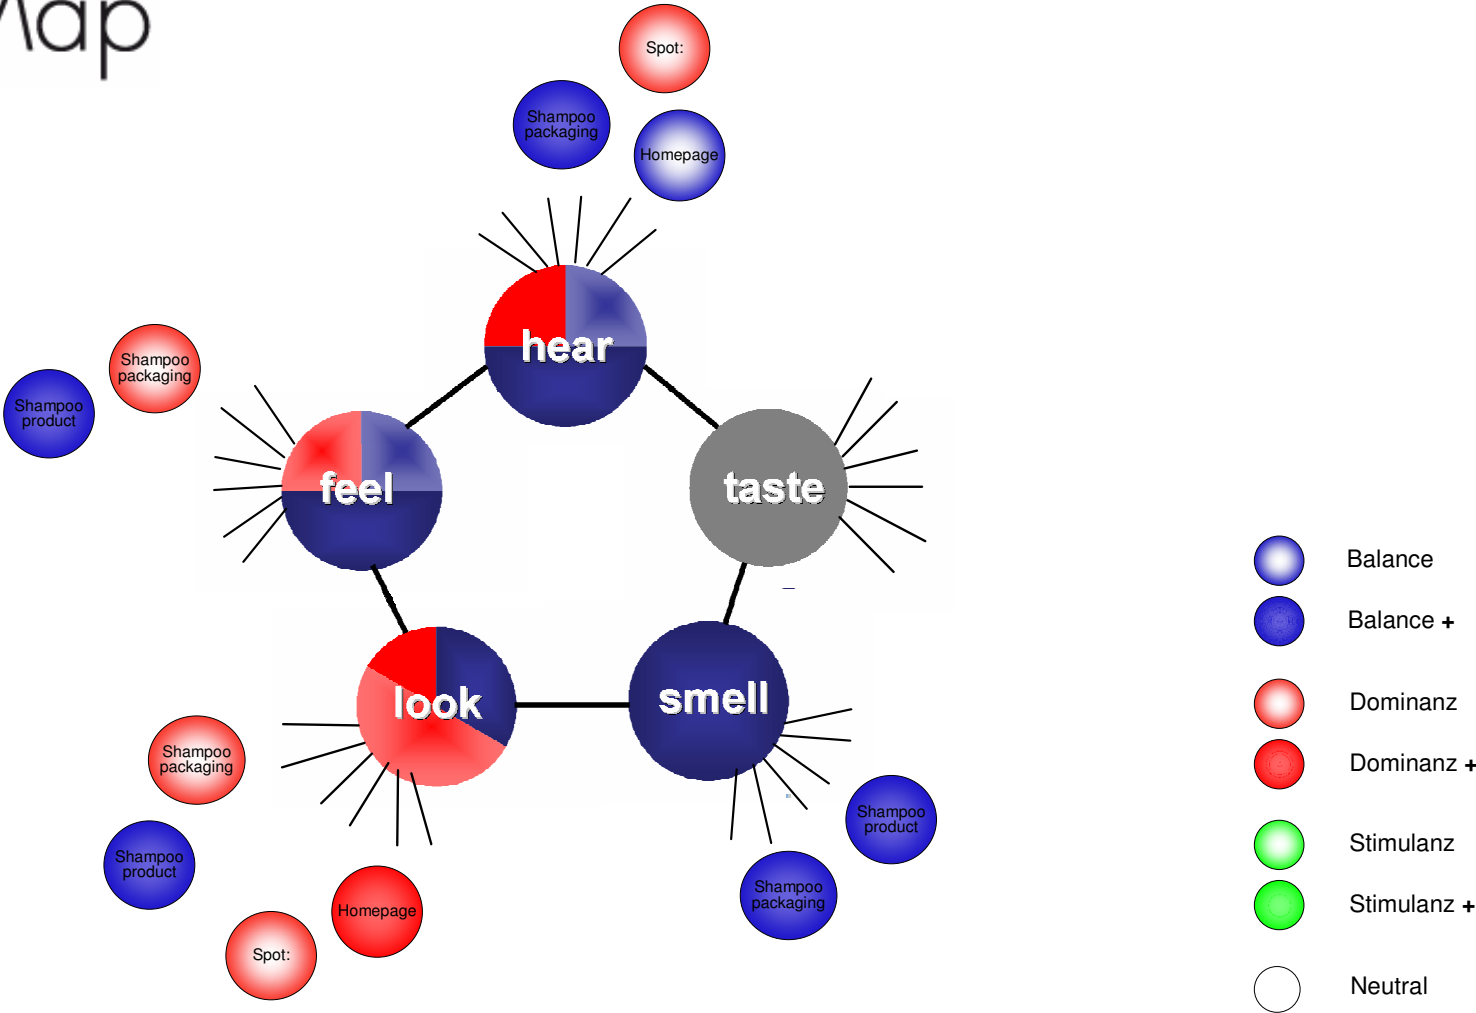 Map
Spot:
Shampoo
packaging
Homepage
hear
Shampoo
packaging
Shampoo
product
feel
taste
look
smell
Shampoo
packaging
Shampoo
product
Homepage
Spot:
Shampoo
product
Shampoo
packaging
Balance
Balance +
Dominanz
Dominanz +
Stimulanz
Stimulanz +
Neutral